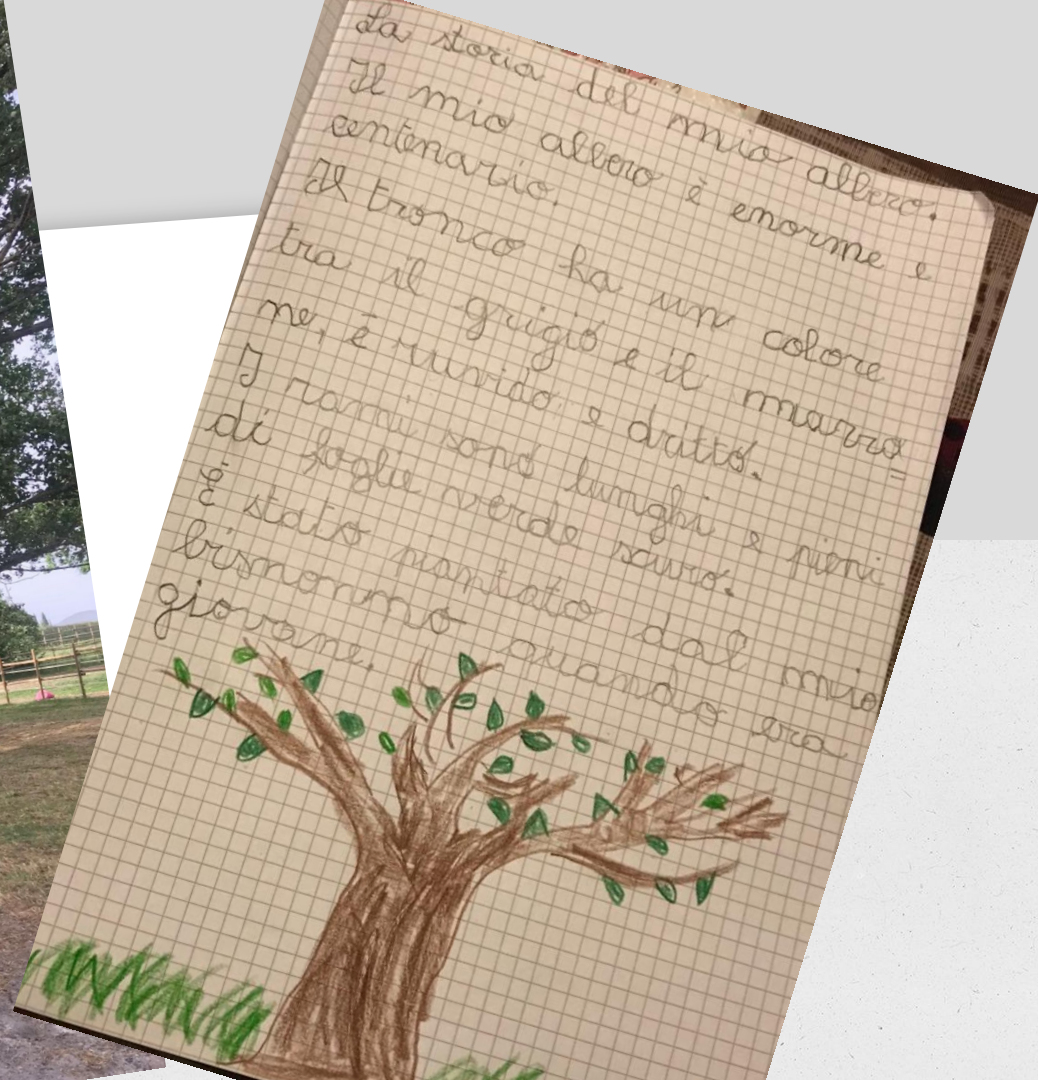 La storia del mio albero.
Il mio albero è enorme e
centenario.
Il tronco ha un colore
tra il grigio e il marro=
ne, è ruvido e dritto.
I rami sono lunghi e pieni
di foglie verde scuro.
È stato piantato dal mio
bisnonno quando era
giovane.